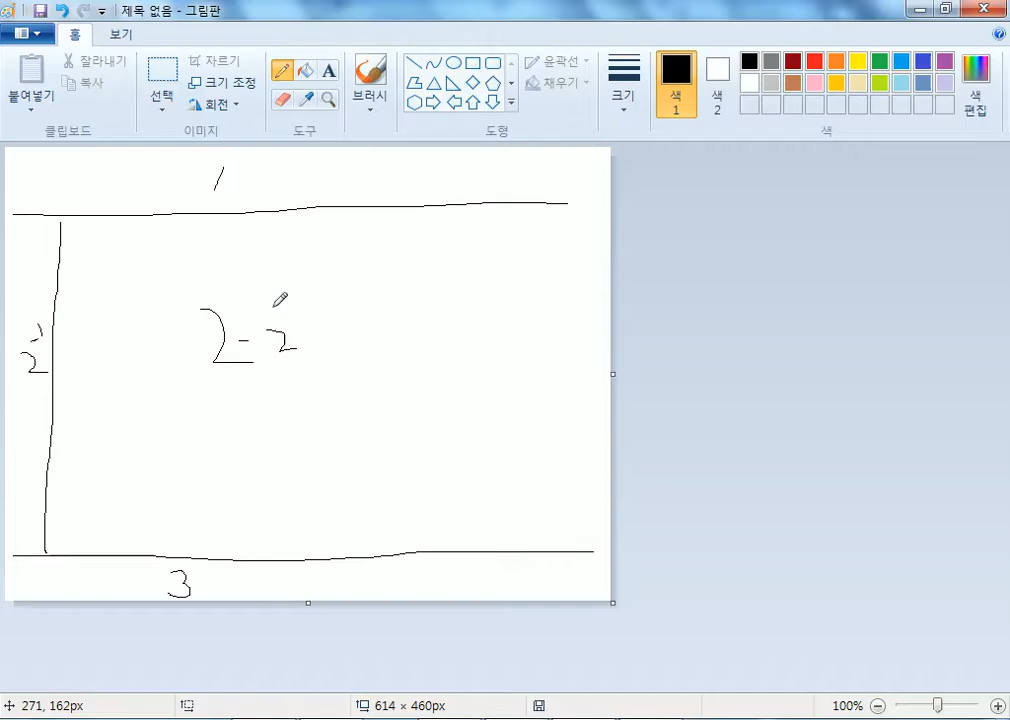 제목 없음 - 그림판
홈 보기
붙여넣기 잘라내기 복사
클립보드
선택 자르기 크기 조정 회전
이미지
A
도구
브러시
윤곽선 채우기
도형
크기
색 1
색 2
색 편집
색
1
2-1
2-2
3
271, 162px
614 × 460px
100%